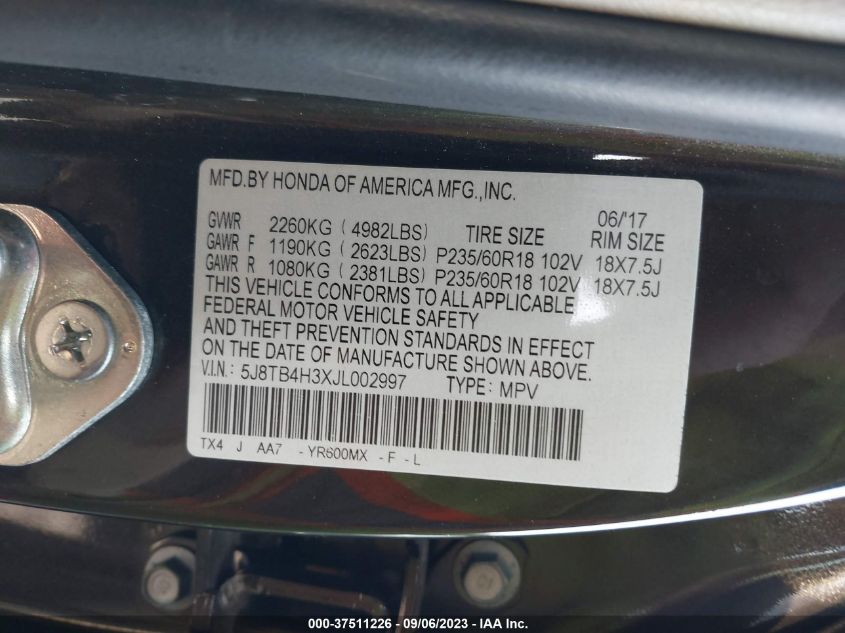 MFD.BY HONDA OF AMERICA MFG.,INC.
06/'17
GVWR 2260KG ( 4982LBS) TIRE SIZE RIM SIZE
GAWR F 1190KG ( 2623LBS) P235/60R18 102V 18X7.5J
GAWR R 1080KG ( 2381LBS) P235/60R18 102V 18X7.5J
THIS VEHICLE CONFORMS TO ALL APPLICABLE
FEDERAL MOTOR VEHICLE SAFETY
AND THEFT PREVENTION STANDARDS IN EFFECT
ON THE DATE OF MANUFACTURE SHOWN ABOVE.
V.I.N.: 5J8TB4H3XJL002997 TYPE: MPV
TX4 J AA7 - YR600MX - F - L
000-37511226 - 09/06/2023 - IAA Inc.